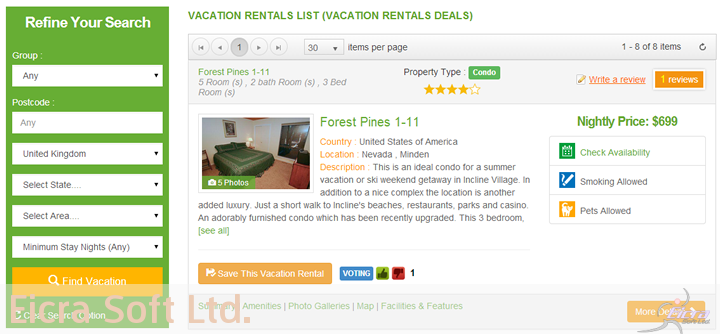 Refine Your Search
Group :
Any
Postcode :
Any
United Kingdom
Select State....
Select Area....
Minimum Stay Nights (Any)
Find Vacation
Clear Search Option
VACATION RENTALS LIST (VACATION RENTALS DEALS)
1
30
items per page
1 - 8 of 8 items
Forest Pines 1-11
5 Room (s) , 2 bath Room (s) , 3 Bed
Room (s)
Property Type : Condo
Write a review
1 reviews
5 Photos
Forest Pines 1-11
Country : United States of America
Location : Nevada , Minden
Description : This is an ideal condo for a summer
vacation or ski weekend getaway in Incline Village. In
addition to a nice complex the location is another
added luxury. Just a short walk to Incline's beaches, restaurants, parks and casino.
An adorably furnished condo which has been recently upgraded. This 3 bedroom,
[see all]
Nightly Price: $699
Check Availability
Smoking Allowed
Pets Allowed
Save This Vacation Rental
VOTING
1
Summary | Amenities | Photo Galleries | Map | Facilities & Features
More Details
Eicra Soft Ltd.